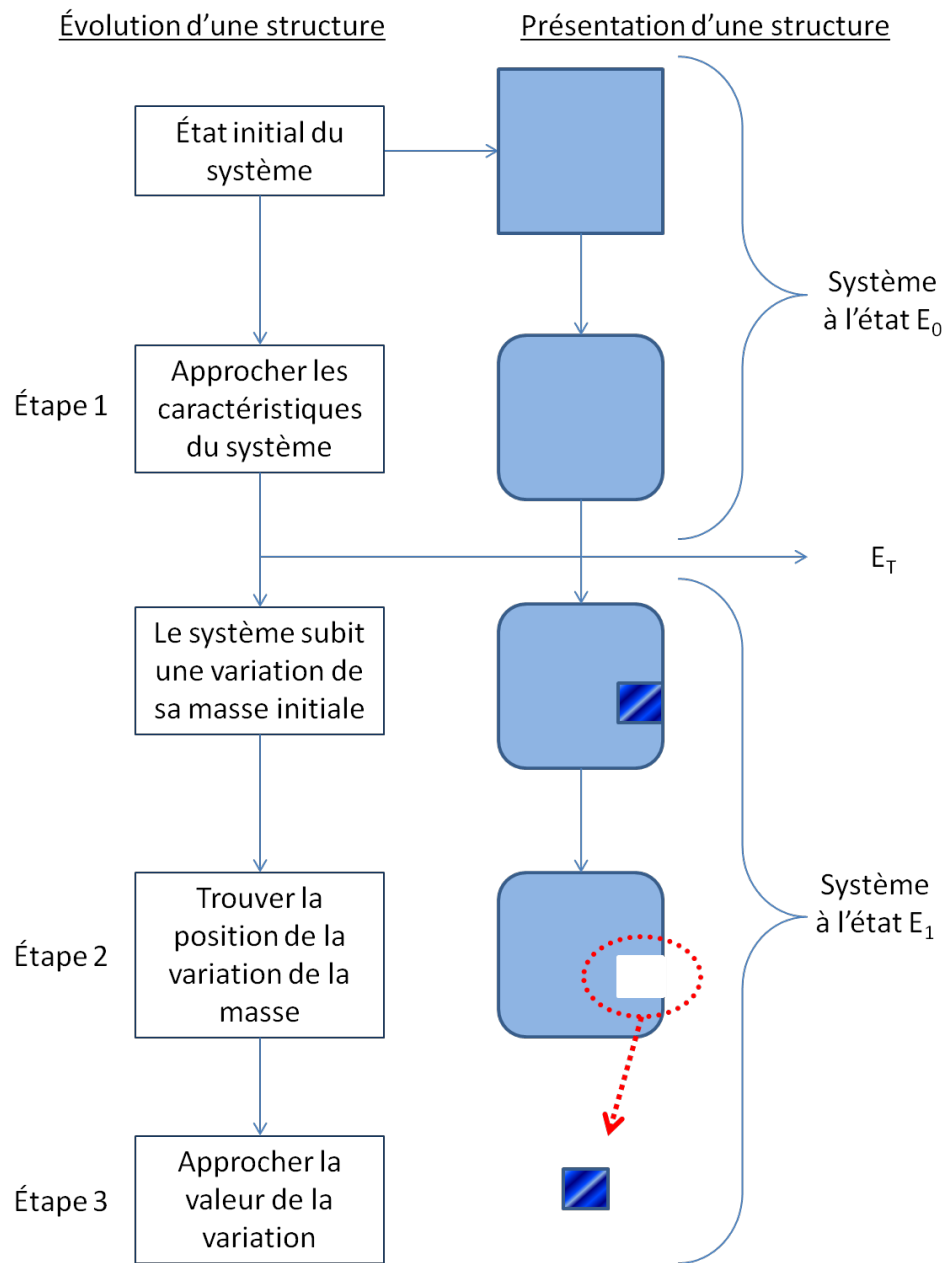 Évolution d'une structure
Présentation d'une structure
État initial du
système
Système
à l'état E0
Étape 1
Approcher les
caractéristiques
du système
ET
Le système subit
une variation de
sa masse initiale
Système
à l'état E1
Étape 2
Trouver la
position de la
variation de la
masse
Étape 3
Approcher la
valeur de la
variation